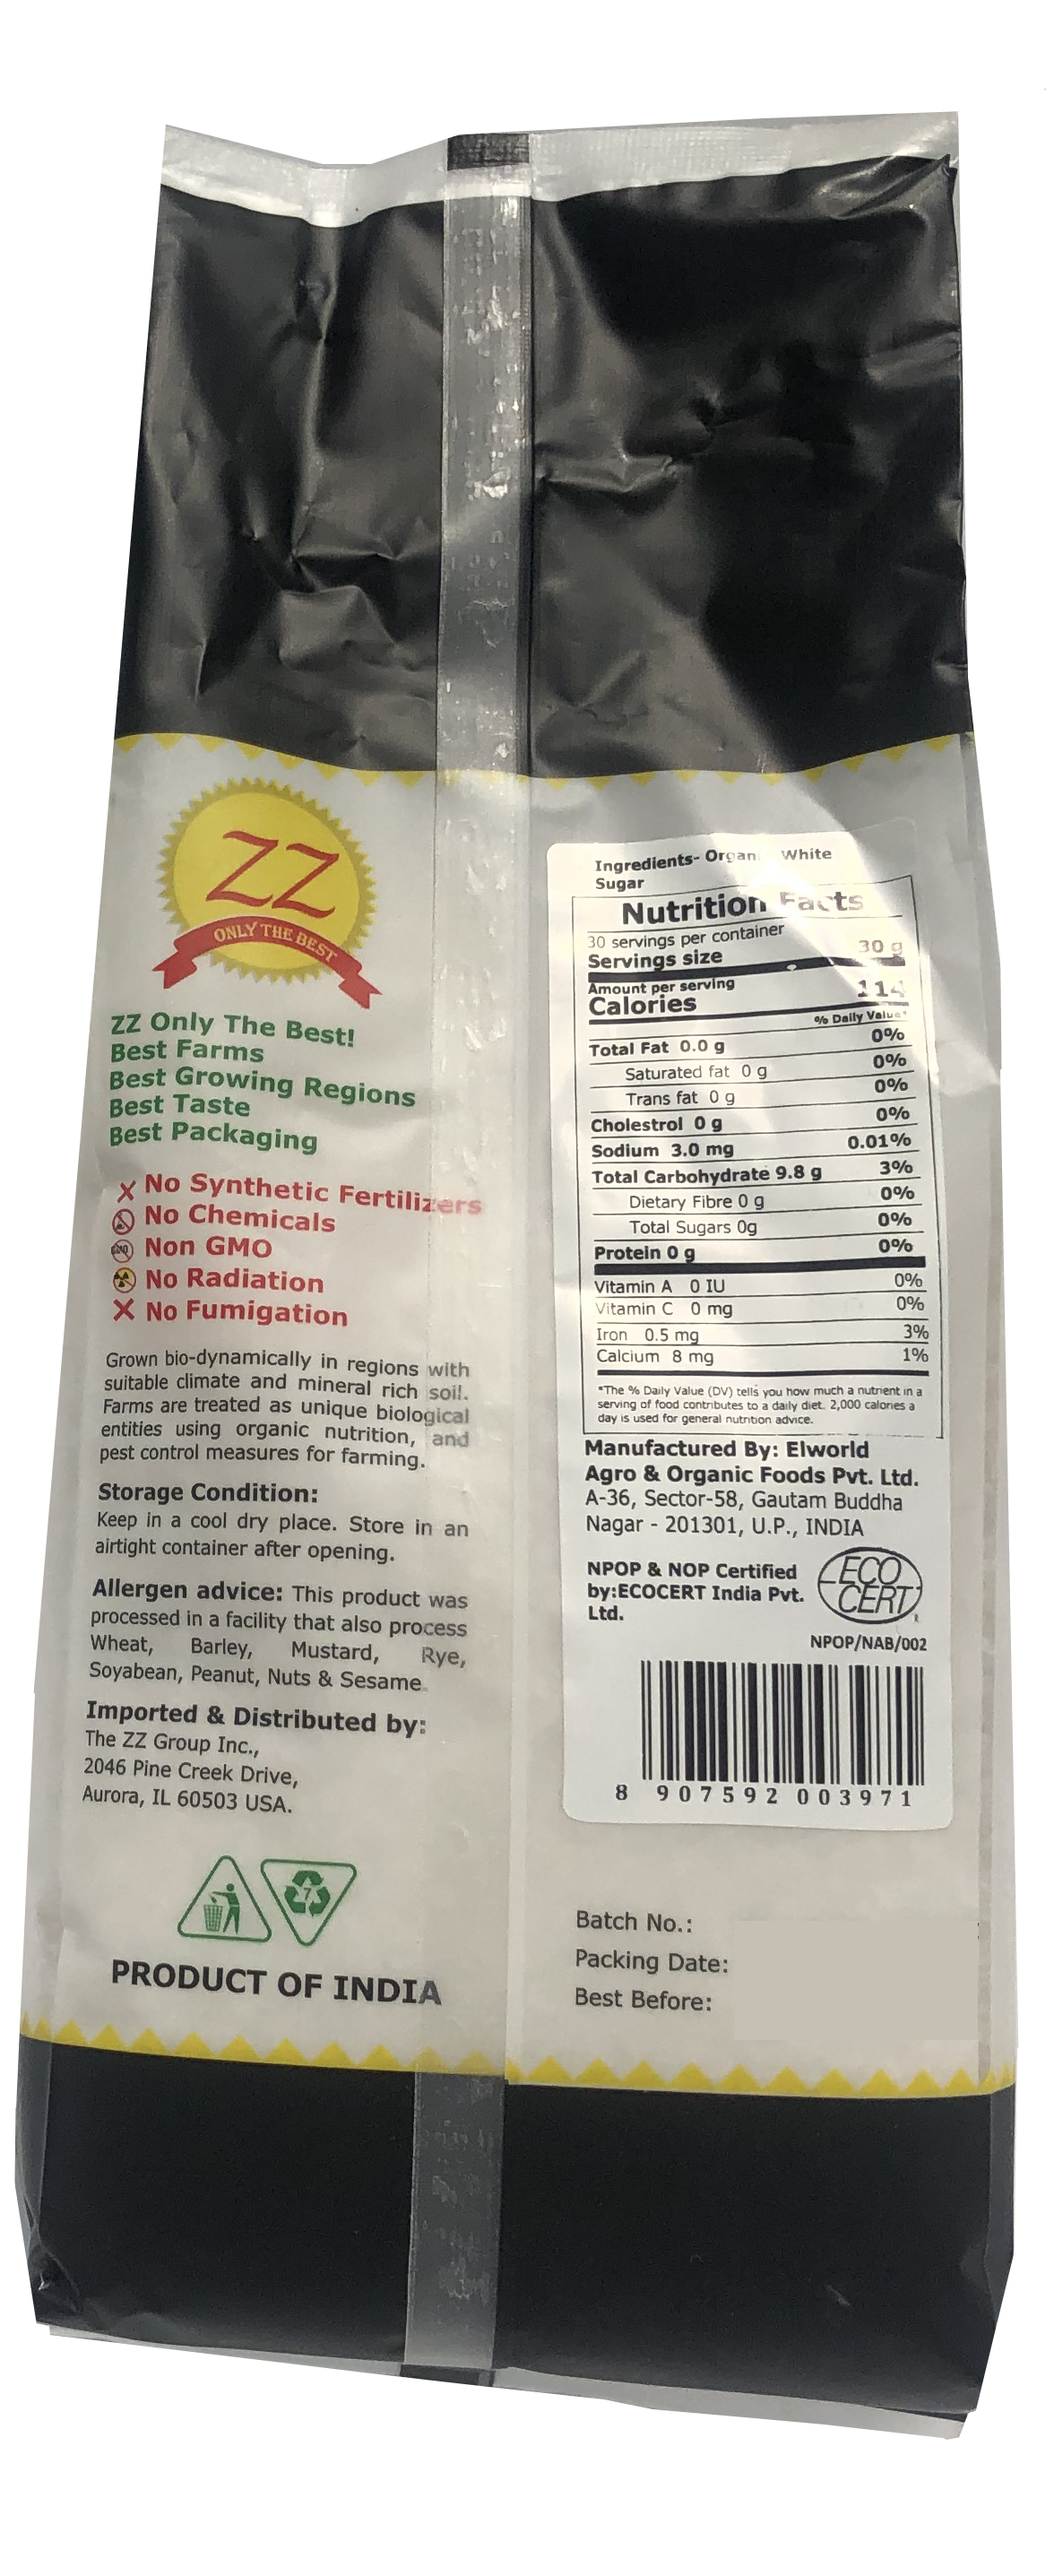 ZZ
ONLY THE BEST
ZZ Only The Best!
Best Farms
Best Growing Regions
Best Taste
Best Packaging
No Synthetic Fertilizers
No Chemicals
Non GMO
No Radiation
No Fumigation
Grown bio-dynamically in regions with
suitable climate and mineral rich soil.
Farms are treated as unique biological
entities using organic nutrition, and
pest control measures for farming.
Storage Condition:
Keep in a cool dry place. Store in an
airtight container after opening.
Allergen advice: This product was
processed in a facility that also process
Wheat, Barley, Mustard, Rye,
Soyabean, Peanut, Nuts & Sesame.
Imported & Distributed by:
The ZZ Group Inc.,
2046 Pine Creek Drive,
Aurora, IL 60503 USA.
7
PRODUCT OF INDIA
Ingredients- White
Sugar
Nutrition Facts
30 servings per container
Servings size 30 g
Amount per serving
Calories 114
% Daily Value*
Total Fat 0.0 g 0%
Saturated fat 0 g 0%
Trans fat 0 g 0%
Cholestrol 0 g 0%
Sodium 3.0 mg 0.01%
Total Carbohydrate 9.8 g 3%
Dietary Fibre 0 g 0%
Total Sugars 0g 0%
Protein 0 g 0%
Vitamin A 0 IU 0%
Vitamin C 0 mg 0%
Iron 0.5 mg 3%
Calcium 8 mg 1%
*The % Daily Value (DV) tells you how much a nutrient in a
serving of food contributes to a daily diet. 2,000 calories a
day is used for general nutrition advice.
Manufactured By: Elworld
Agro & Organic Foods Pvt. Ltd.
A-36, Sector-58, Gautam Buddha
Nagar - 201301, U.P., INDIA
NPOP & NOP Certified
by:ECOCERT India Pvt.
Ltd.
ECO
CERT
NPOP/NAB/002
8 907592 003971
Batch No.:
Packing Date:
Best Before: